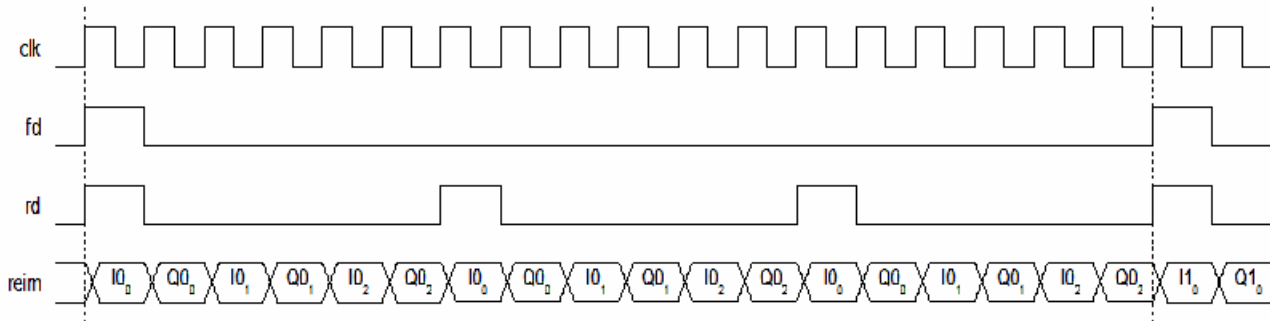 clk
fd
rd
reim I0₀ Q0₀ I0₁ Q0₁ I0₂ Q0₂ I0₀ Q0₀ I0₁ Q0₁ I0₂ Q0₂ I0₀ Q0₀ I0₁ Q0₁ I0₂ Q0₂ I1₀ Q1₀